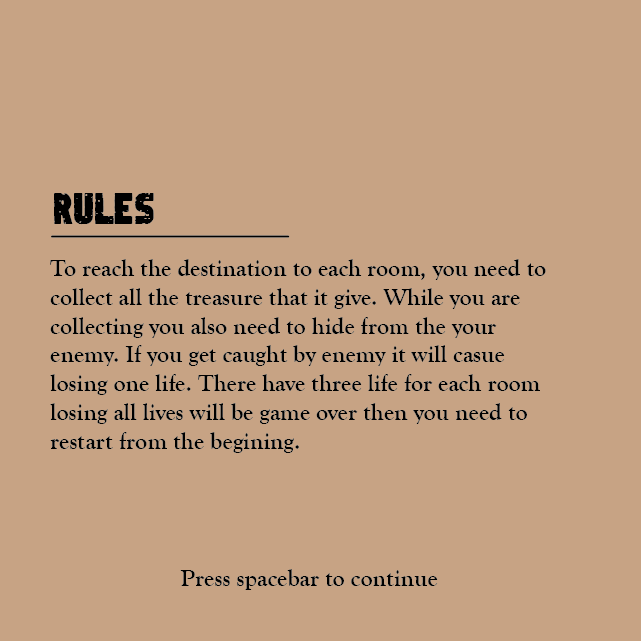 RULES
To reach the destination to each room, you need to
collect all the treasure that it give. While you are
collecting you also need to hide from the your
enemy. If you get caught by enemy it will casue
losing one life. There have three life for each room
losing all lives will be game over then you need to
restart from the begining.
Press spacebar to continue